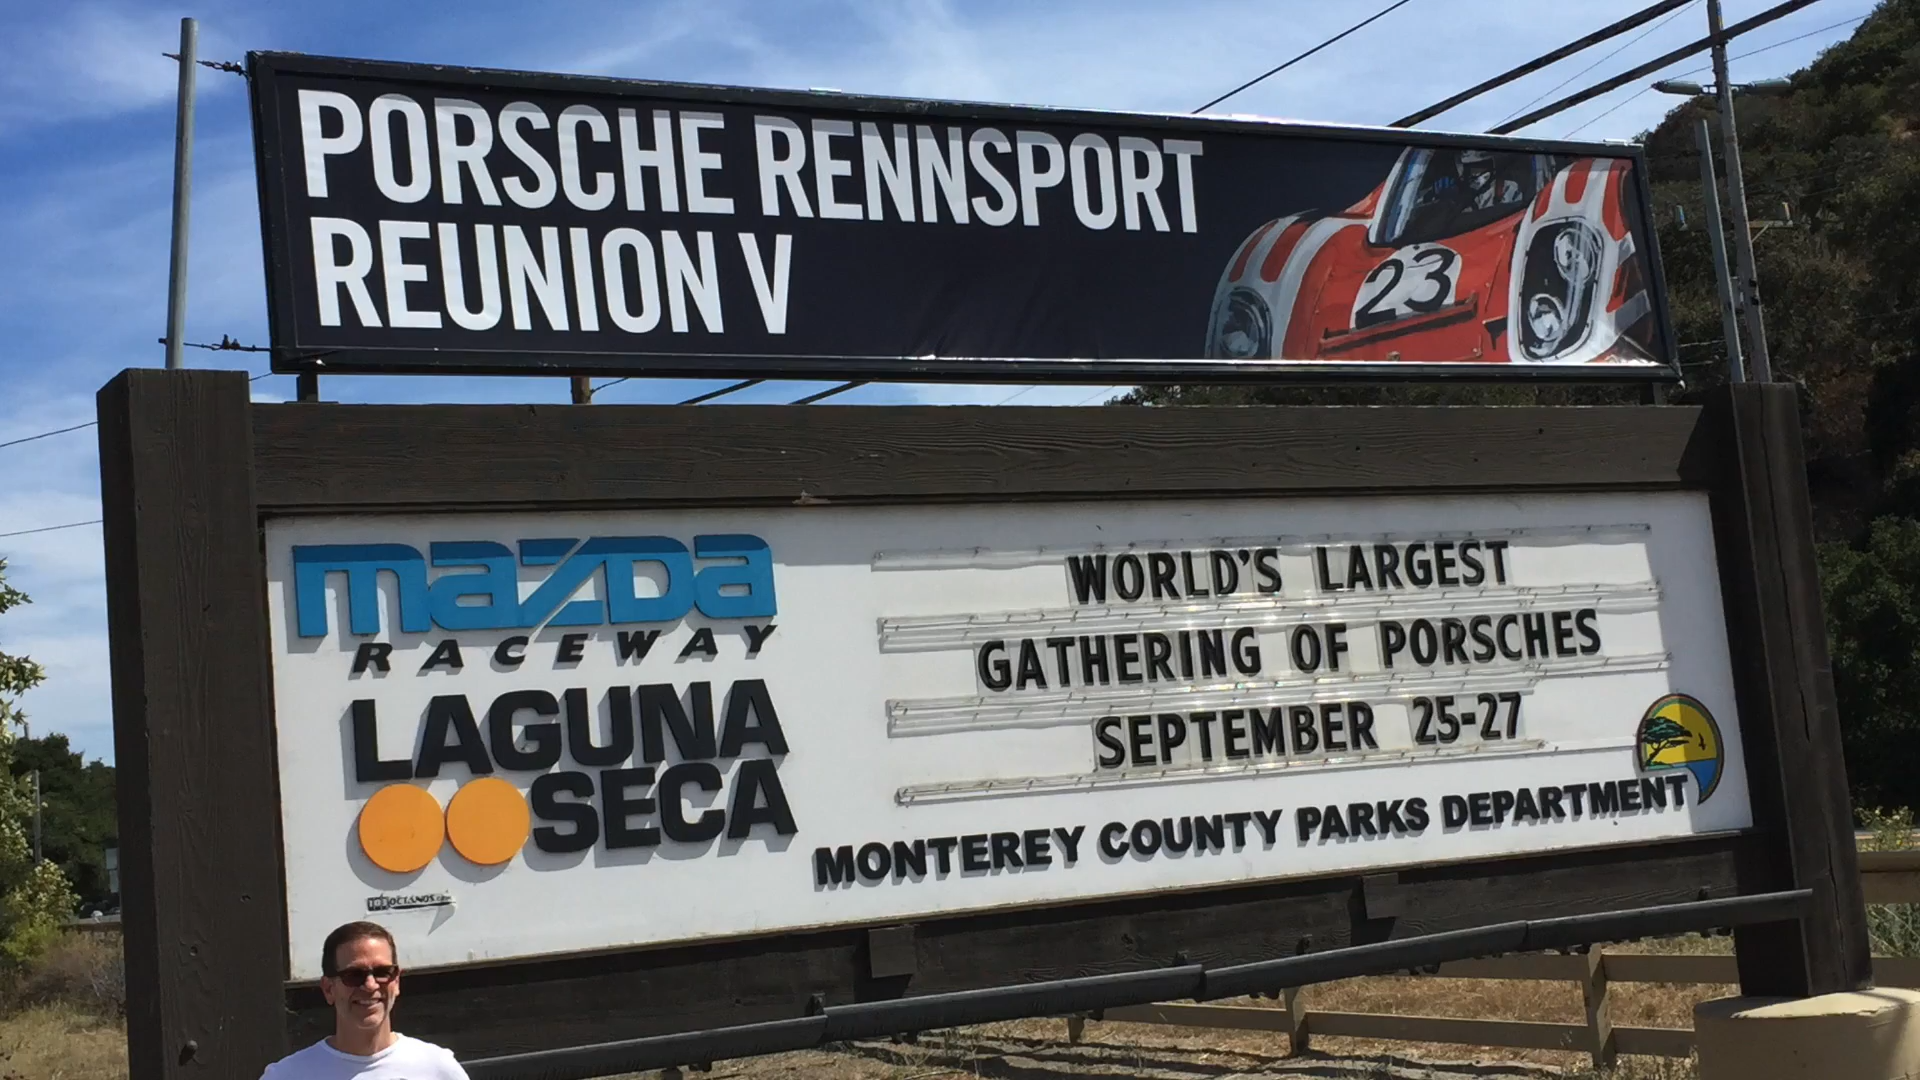 PORSCHE RENNSPORT
REUNION V
23
mazda
RACEWAY
LAGUNA
SECA
WORLD'S LARGEST
GATHERING OF PORSCHES
SEPTEMBER 25-27
MONTEREY COUNTY PARKS DEPARTMENT